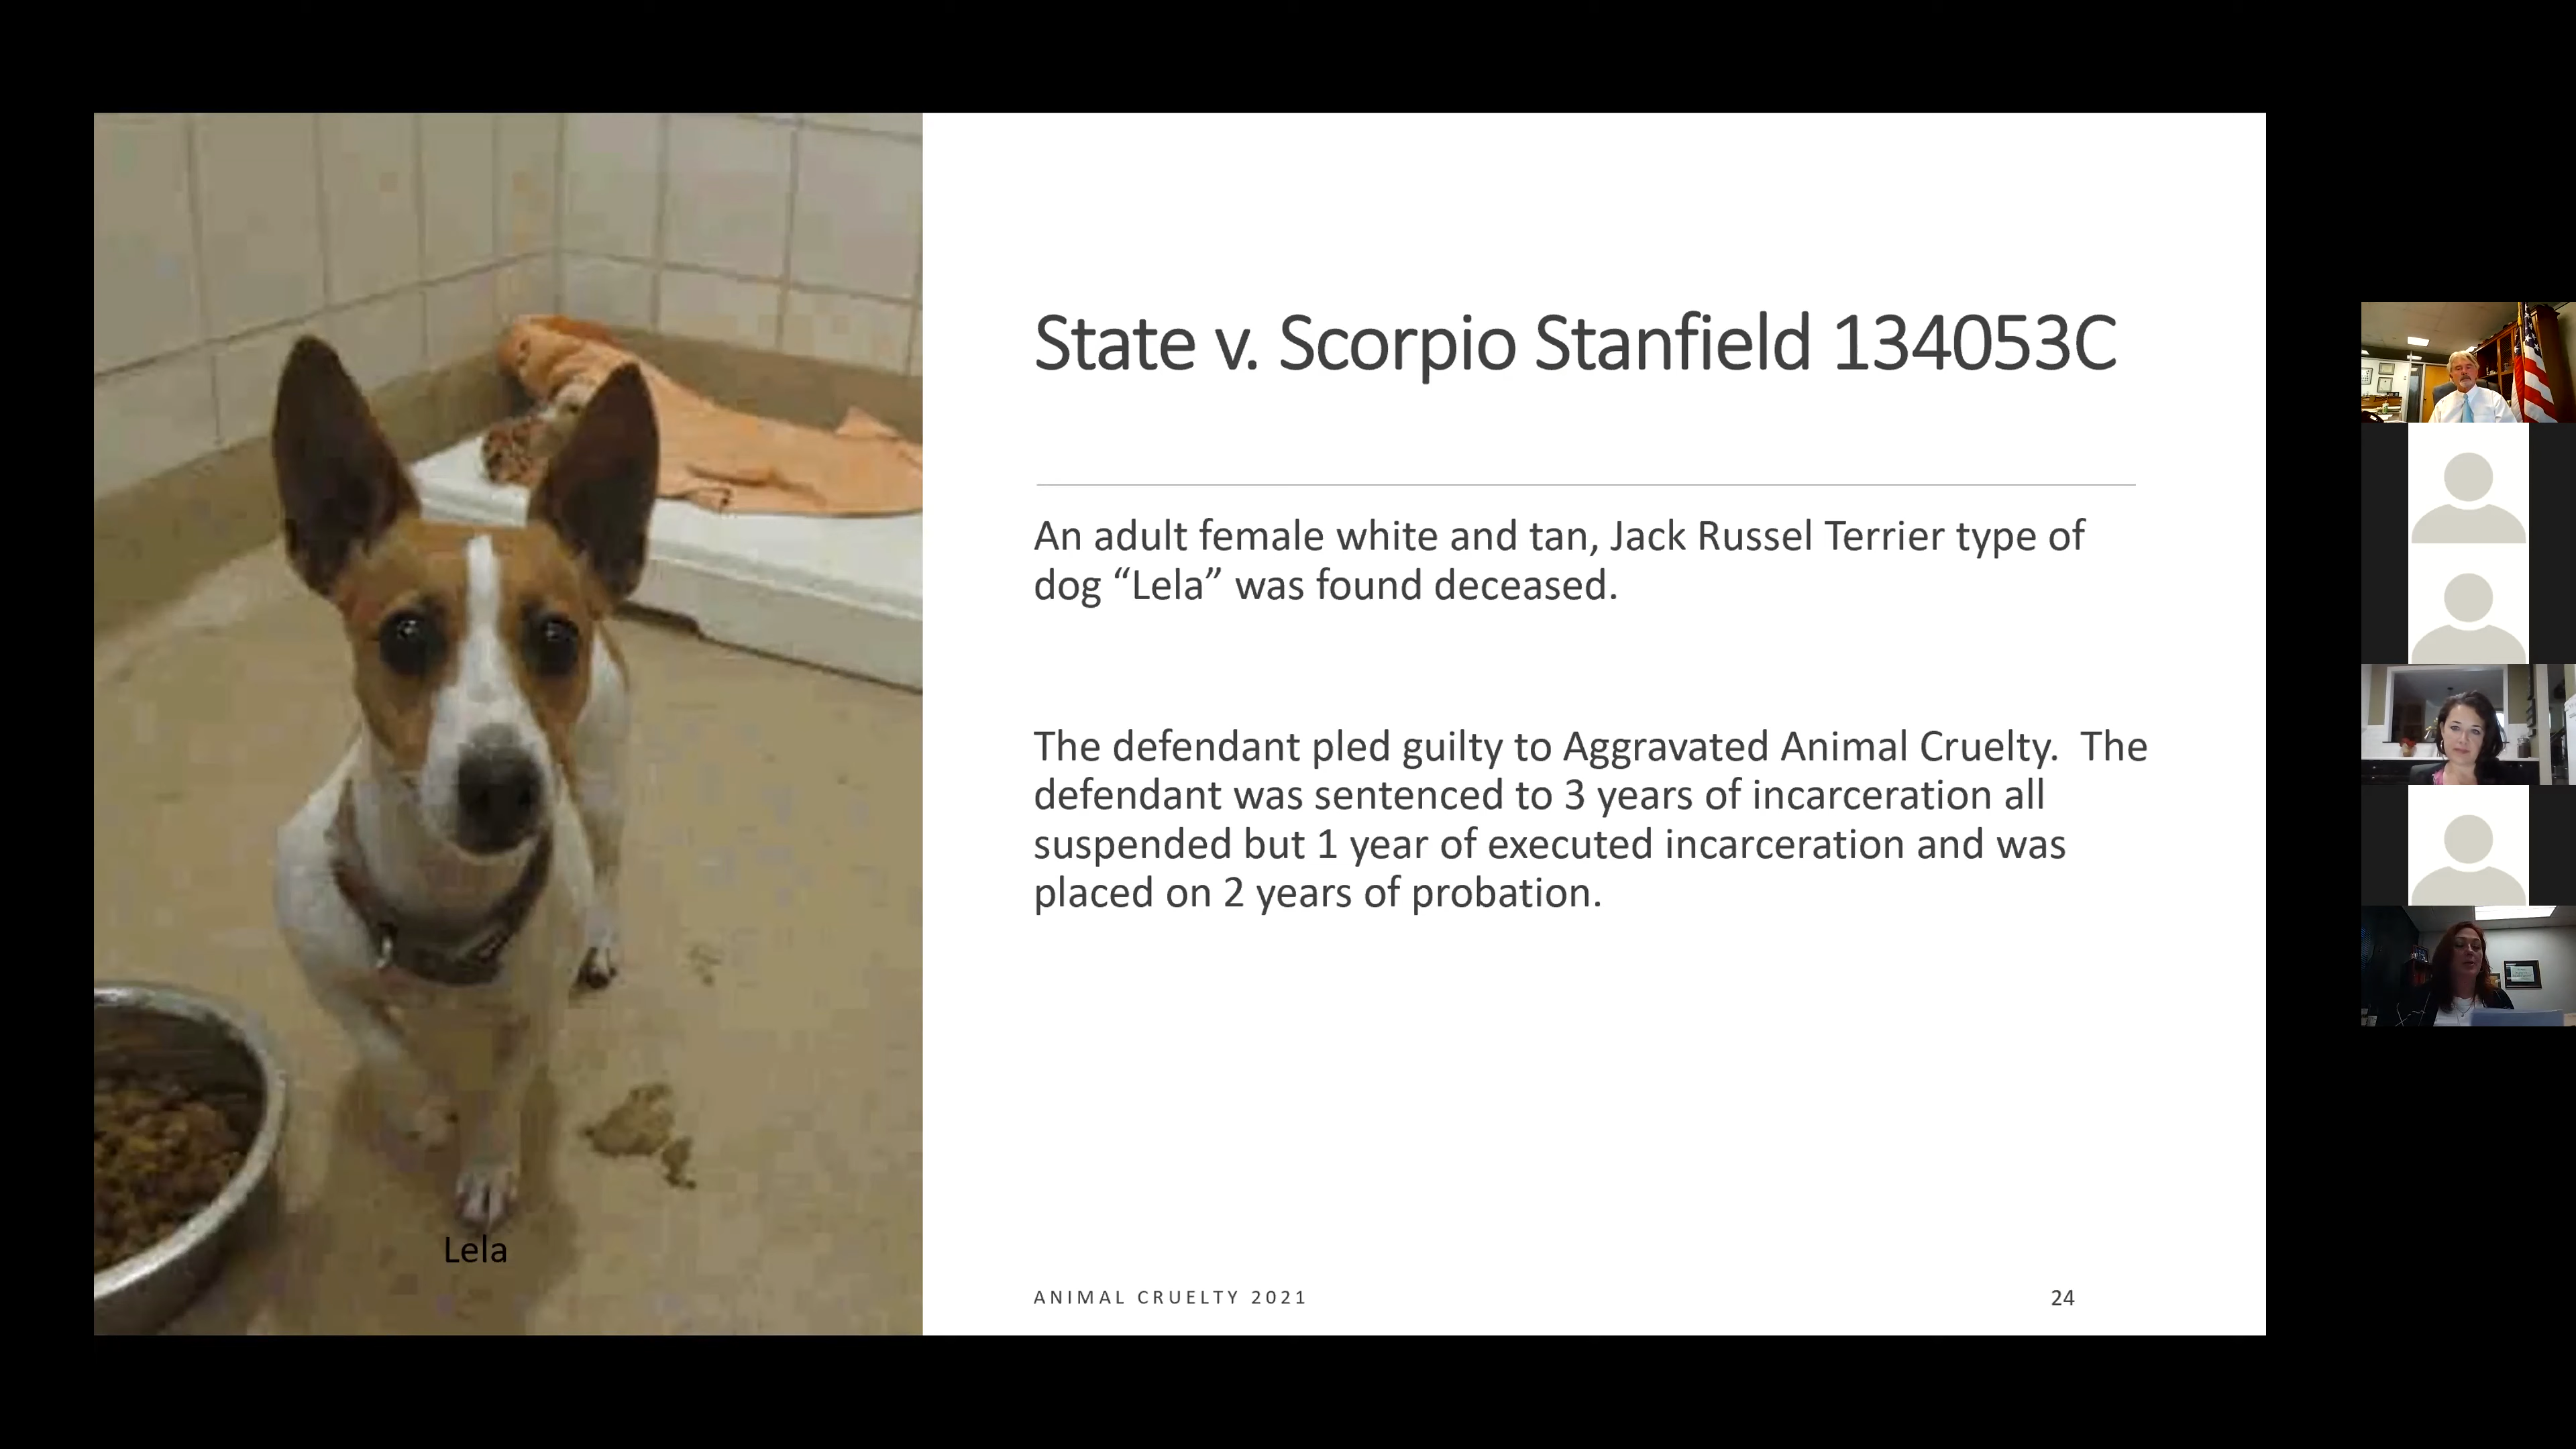 State v. Scorpio Stanfield 134053C
An adult female white and tan, Jack Russel Terrier type of
dog “Lela” was found deceased.
The defendant pled guilty to Aggravated Animal Cruelty.  The
defendant was sentenced to 3 years of incarceration all
suspended but 1 year of executed incarceration and was
placed on 2 years of probation.
Lela
ANIMAL CRUELTY 2021
24